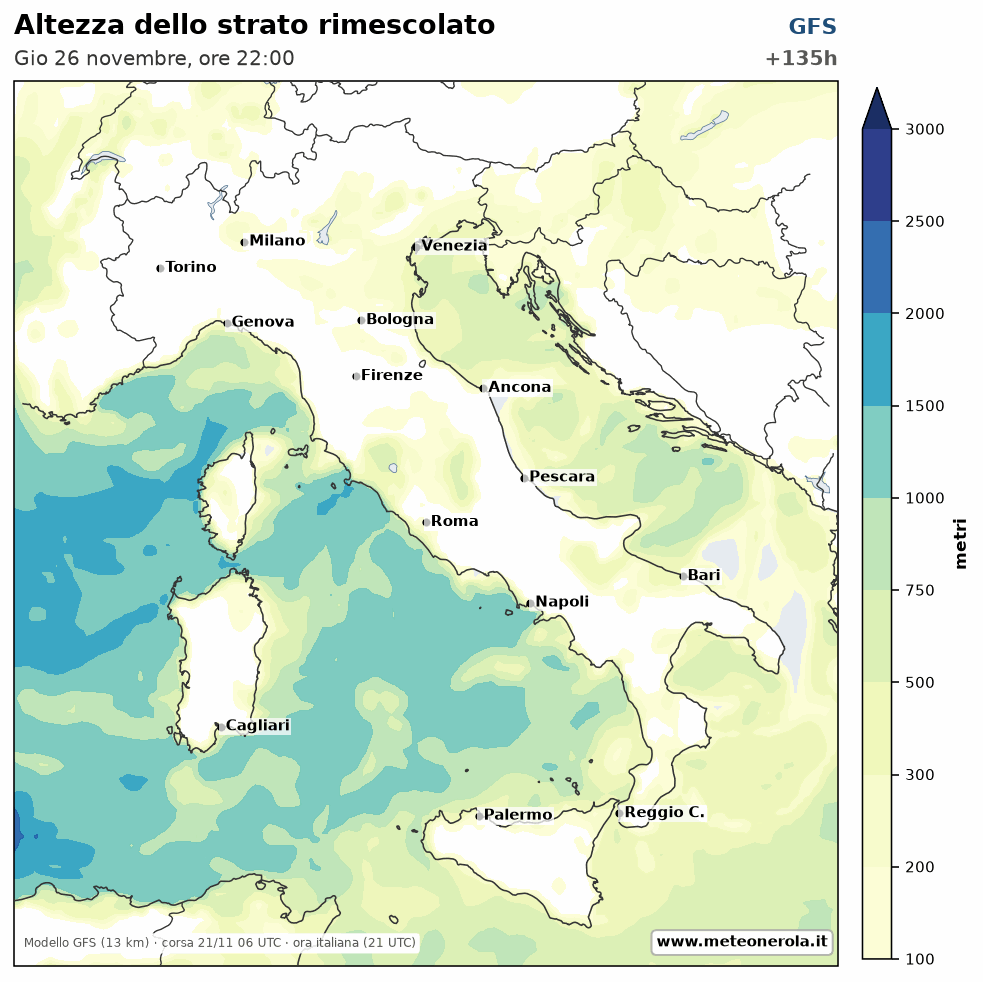 Altezza dello strato rimescolato
GFS
Gio 26 novembre, ore 22:00
+135h
3000
2500
2000
1500
1000
750
500
300
200
100
metri
Milano
Venezia
Torino
Genova
Bologna
Firenze
Ancona
Pescara
Roma
Bari
Napoli
Cagliari
Palermo
Reggio C.
Modello GFS (13 km) · corsa 21/11 06 UTC · ora italiana (21 UTC)
www.meteonerola.it